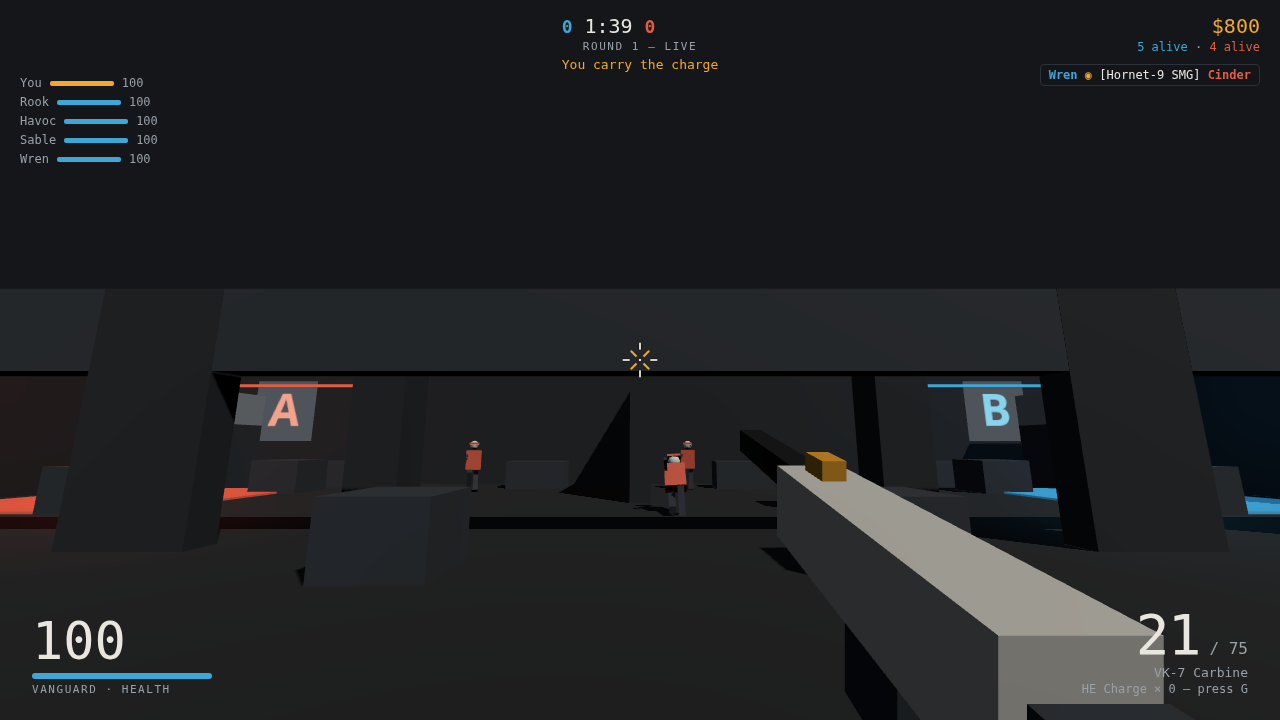 0 1:39 0
ROUND 1 — LIVE
You carry the charge
$800
5 alive · 4 alive
Wren ◉ [Hornet-9 SMG] Cinder
You 100
Rook 100
Havoc 100
Sable 100
Wren 100
A
B
100
VANGUARD · HEALTH
21 / 75
VK-7 Carbine
HE Charge × 0 — press G